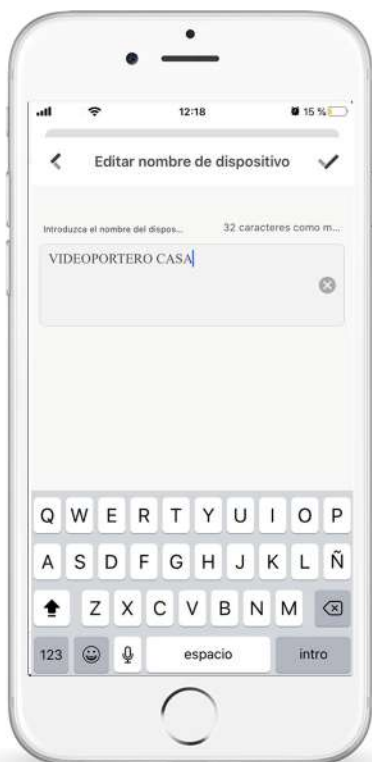 12:18 15 %
Editar nombre de dispositivo
Introduzca el nombre del dispos... 32 caracteres como m...
VIDEOPORTERO CASA
Q W E R T Y U I O P
A S D F G H J K L Ñ
Z X C V B N M
123 espacio intro